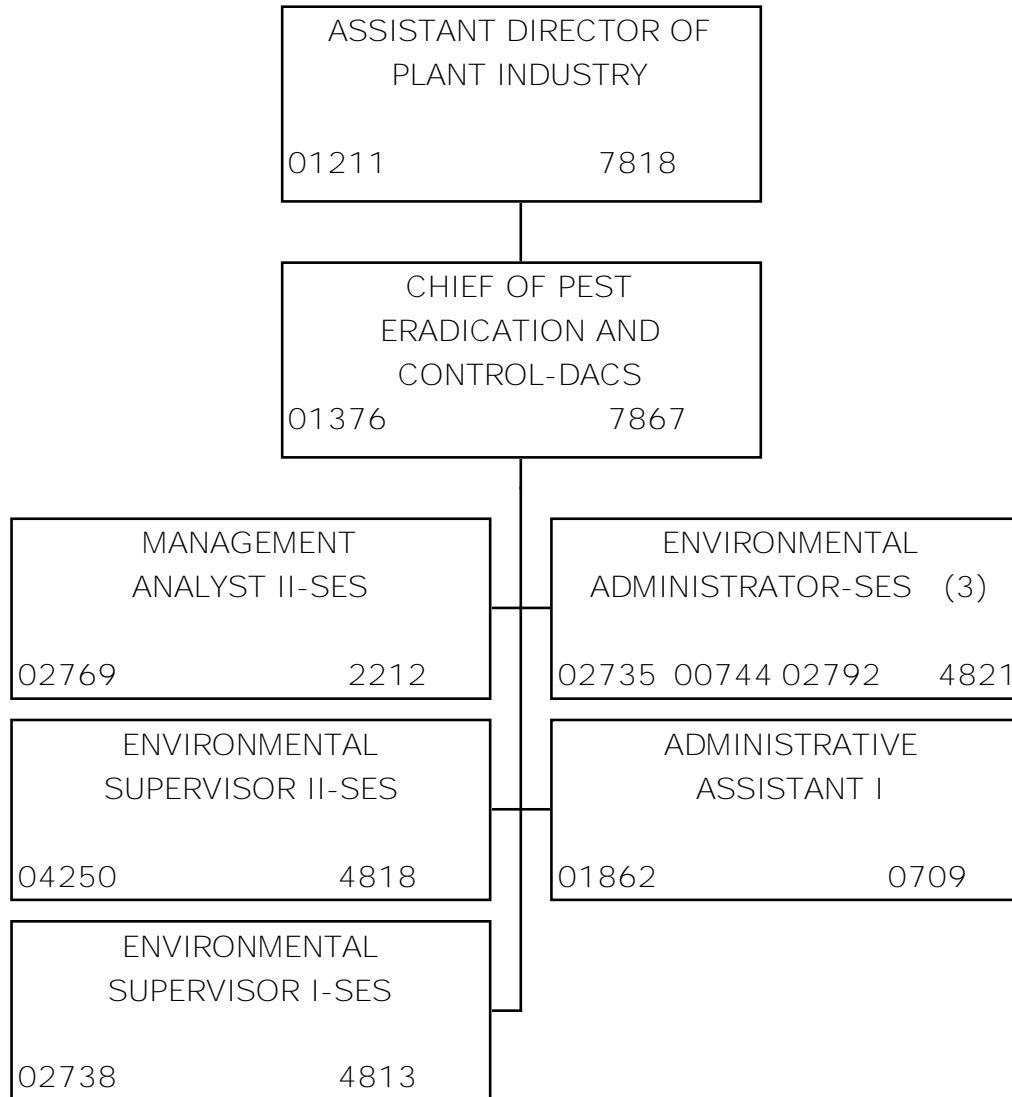 ASSISTANT DIRECTOR OF
PLANT INDUSTRY
01211 7818
CHIEF OF PEST
ERADICATION AND
CONTROL-DACS
01376 7867
MANAGEMENT
ANALYST II-SES
02769 2212
ENVIRONMENTAL
ADMINISTRATOR-SES (3)
02735 00744 02792 4821
ENVIRONMENTAL
SUPERVISOR II-SES
04250 4818
ADMINISTRATIVE
ASSISTANT I
01862 0709
ENVIRONMENTAL
SUPERVISOR I-SES
02738 4813